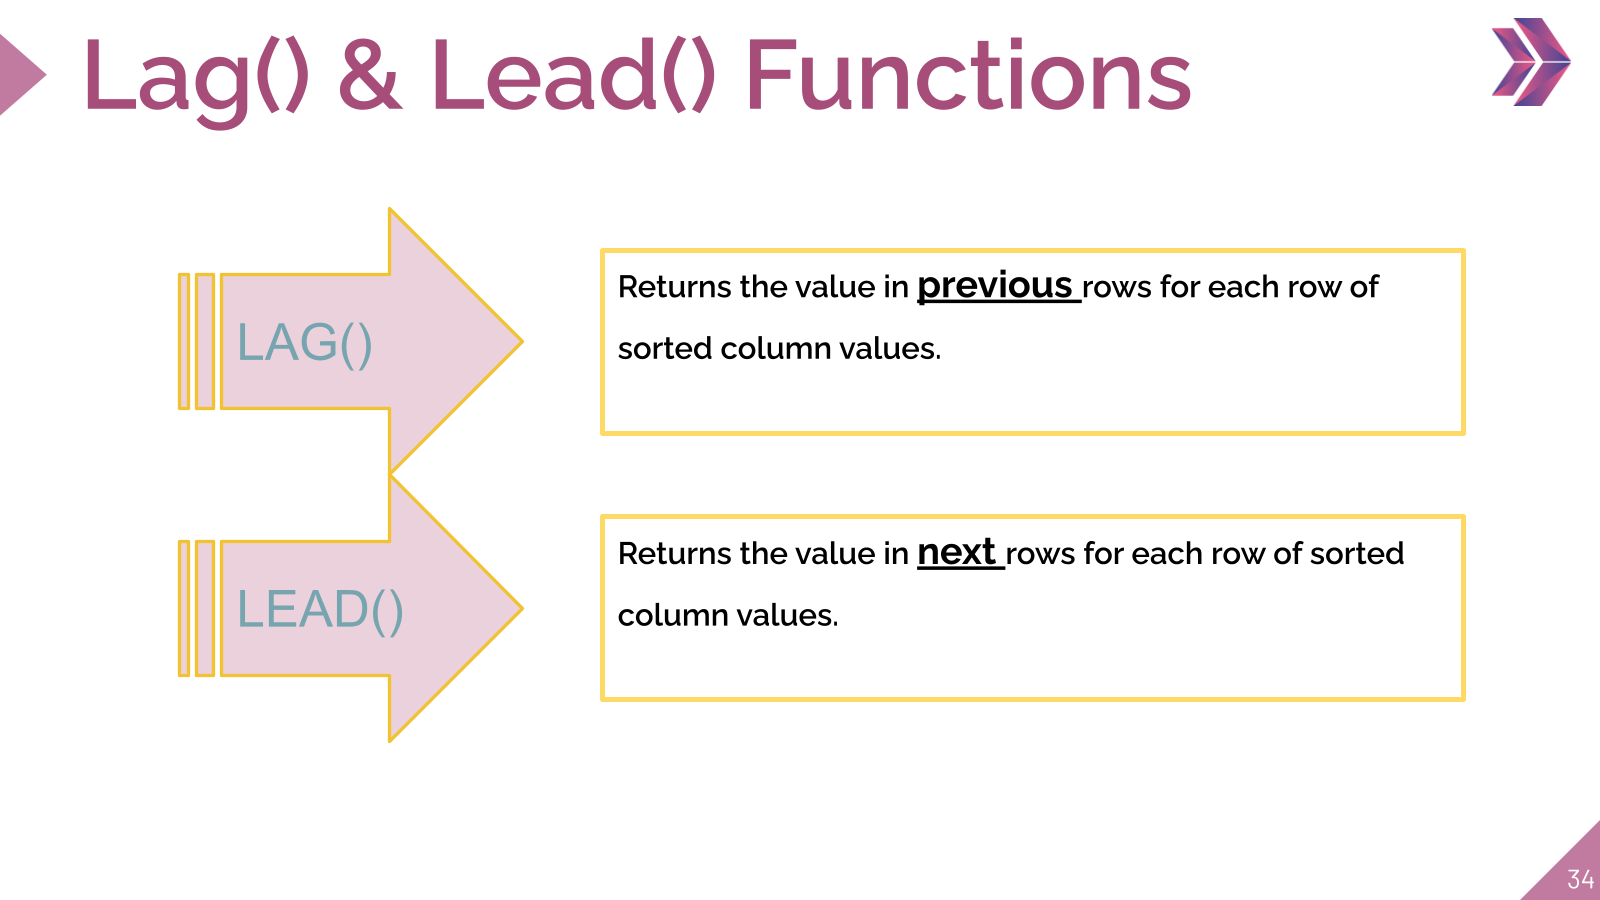 Lag() & Lead() Functions
LAG()
Returns the value in previous rows for each row of
sorted column values.
LEAD()
Returns the value in next rows for each row of sorted
column values.
34